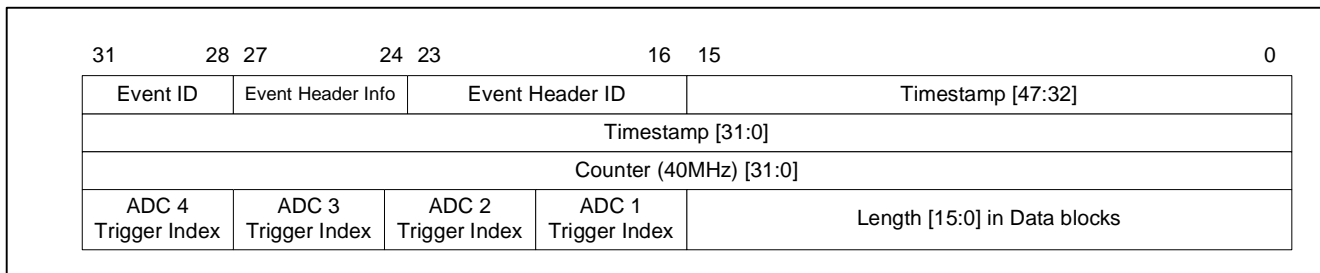 31 28 27 24 23 16 15 0
Event ID Event Header Info Event Header ID Timestamp [47:32]
Timestamp [31:0]
Counter (40MHz) [31:0]
ADC 4 ADC 3 ADC 2 ADC 1
Trigger Index Trigger Index Trigger Index Trigger Index Length [15:0] in Data blocks